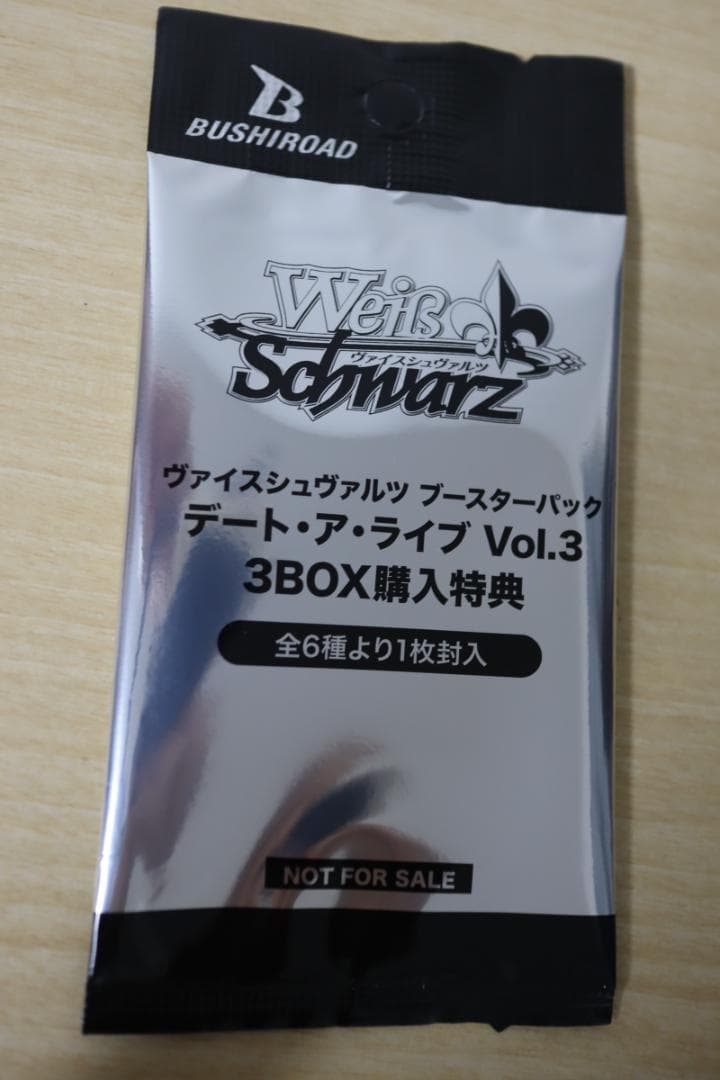 B
BUSHIROAD
Weiß
ヴァイスシュヴァルツ
Schwarz
ヴァイスシュヴァルツ ブースターパック
デート・ア・ライブ Vol.3
3BOX購入特典
全6種より1枚封入
NOT FOR SALE